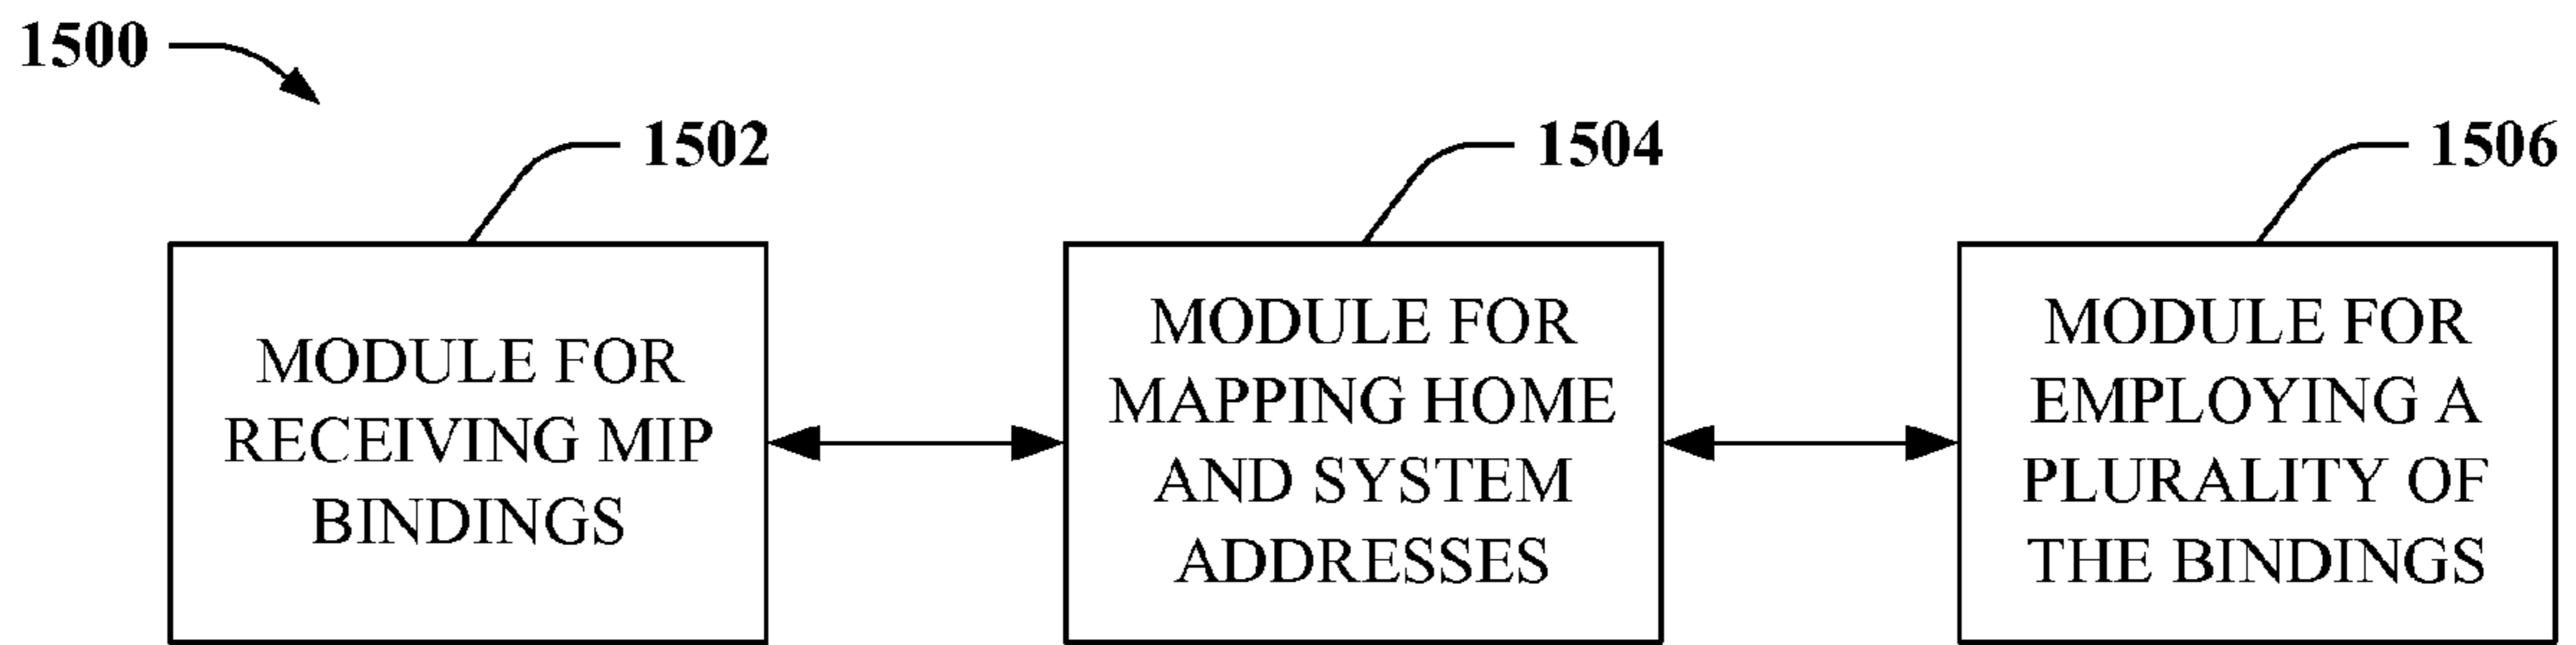 1500
1502
1504
1506
MODULE FOR
RECEIVING MIP
BINDINGS
MODULE FOR
MAPPING HOME
AND SYSTEM
ADDRESSES
MODULE FOR
EMPLOYING A
PLURALITY OF
THE BINDINGS